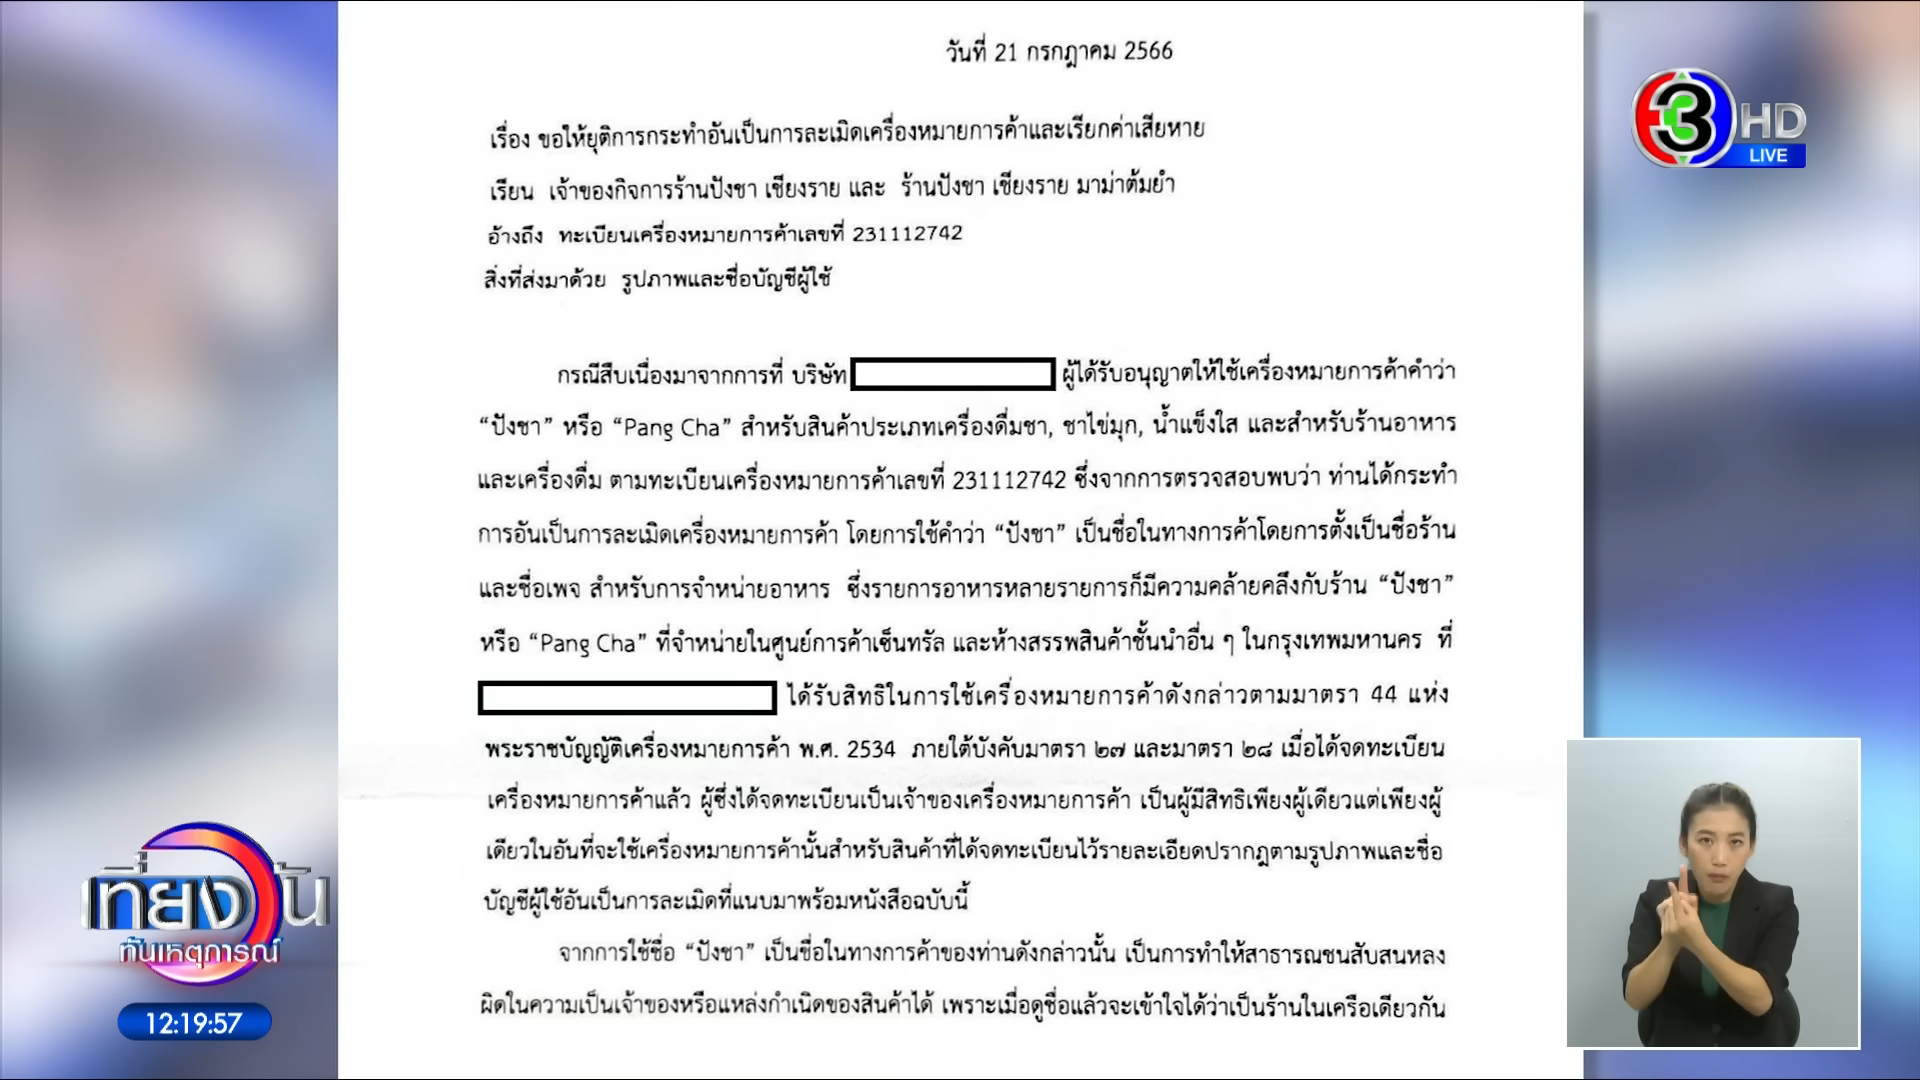 วันที่ 21 กรกฎาคม 2566
3 HD
LIVE
เรื่อง ขอให้ยุติการกระทำอันเป็นการละเมิดเครื่องหมายการค้าและเรียกค่าเสียหาย
เรียน เจ้าของกิจการร้านปังชา เชียงราย และ ร้านปังชา เชียงราย มาม่าต้มยำ
อ้างถึง ทะเบียนเครื่องหมายการค้าเลขที่ 231112742
สิ่งที่ส่งมาด้วย รูปภาพและชื่อบัญชีผู้ใช้
กรณีสืบเนื่องมาจากการที่ บริษัท ผู้ได้รับอนุญาตให้ใช้เครื่องหมายการค้าคำว่า
“ปังชา” หรือ “Pang Cha” สำหรับสินค้าประเภทเครื่องดื่มชา, ชาไข่มุก, น้ำแข็งใส และสำหรับร้านอาหาร
และเครื่องดื่ม ตามทะเบียนเครื่องหมายการค้าเลขที่ 231112742 ซึ่งจากการตรวจสอบพบว่า ท่านได้กระทำ
การอันเป็นการละเมิดเครื่องหมายการค้า โดยการใช้คำว่า “ปังชา” เป็นชื่อในทางการค้าโดยการตั้งเป็นชื่อร้าน
และชื่อเพจ สำหรับการจำหน่ายอาหาร ซึ่งรายการอาหารหลายรายการก็มีความคล้ายคลึงกับร้าน “ปังชา”
หรือ “Pang Cha” ที่จำหน่ายในศูนย์การค้าเซ็นทรัล และห้างสรรพสินค้าชั้นนำอื่น ๆ ในกรุงเทพมหานคร ที่
ได้รับสิทธิในการใช้เครื่องหมายการค้าดังกล่าวตามมาตรา 44 แห่ง
พระราชบัญญัติเครื่องหมายการค้า พ.ศ. 2534 ภายใต้บังคับมาตรา ๒๗ และมาตรา ๒๘ เมื่อได้จดทะเบียน
เครื่องหมายการค้าแล้ว ผู้ซึ่งได้จดทะเบียนเป็นเจ้าของเครื่องหมายการค้า เป็นผู้มีสิทธิเพียงผู้เดียวแต่เพียงผู้
เดียวในอันที่จะใช้เครื่องหมายการค้านั้นสำหรับสินค้าที่ได้จดทะเบียนไว้รายละเอียดปรากฏตามรูปภาพและชื่อ
บัญชีผู้ใช้อันเป็นการละเมิดที่แนบมาพร้อมหนังสือฉบับนี้
จากการใช้ชื่อ “ปังชา” เป็นชื่อในทางการค้าของท่านดังกล่าวนั้น เป็นการทำให้สาธารณชนสับสนหลง
ผิดในความเป็นเจ้าของหรือแหล่งกำเนิดของสินค้าได้ เพราะเมื่อดูชื่อแล้วจะเข้าใจได้ว่าเป็นร้านในเครือเดียวกัน
เที่ยงวัน
ทันเหตุการณ์
12:19:57